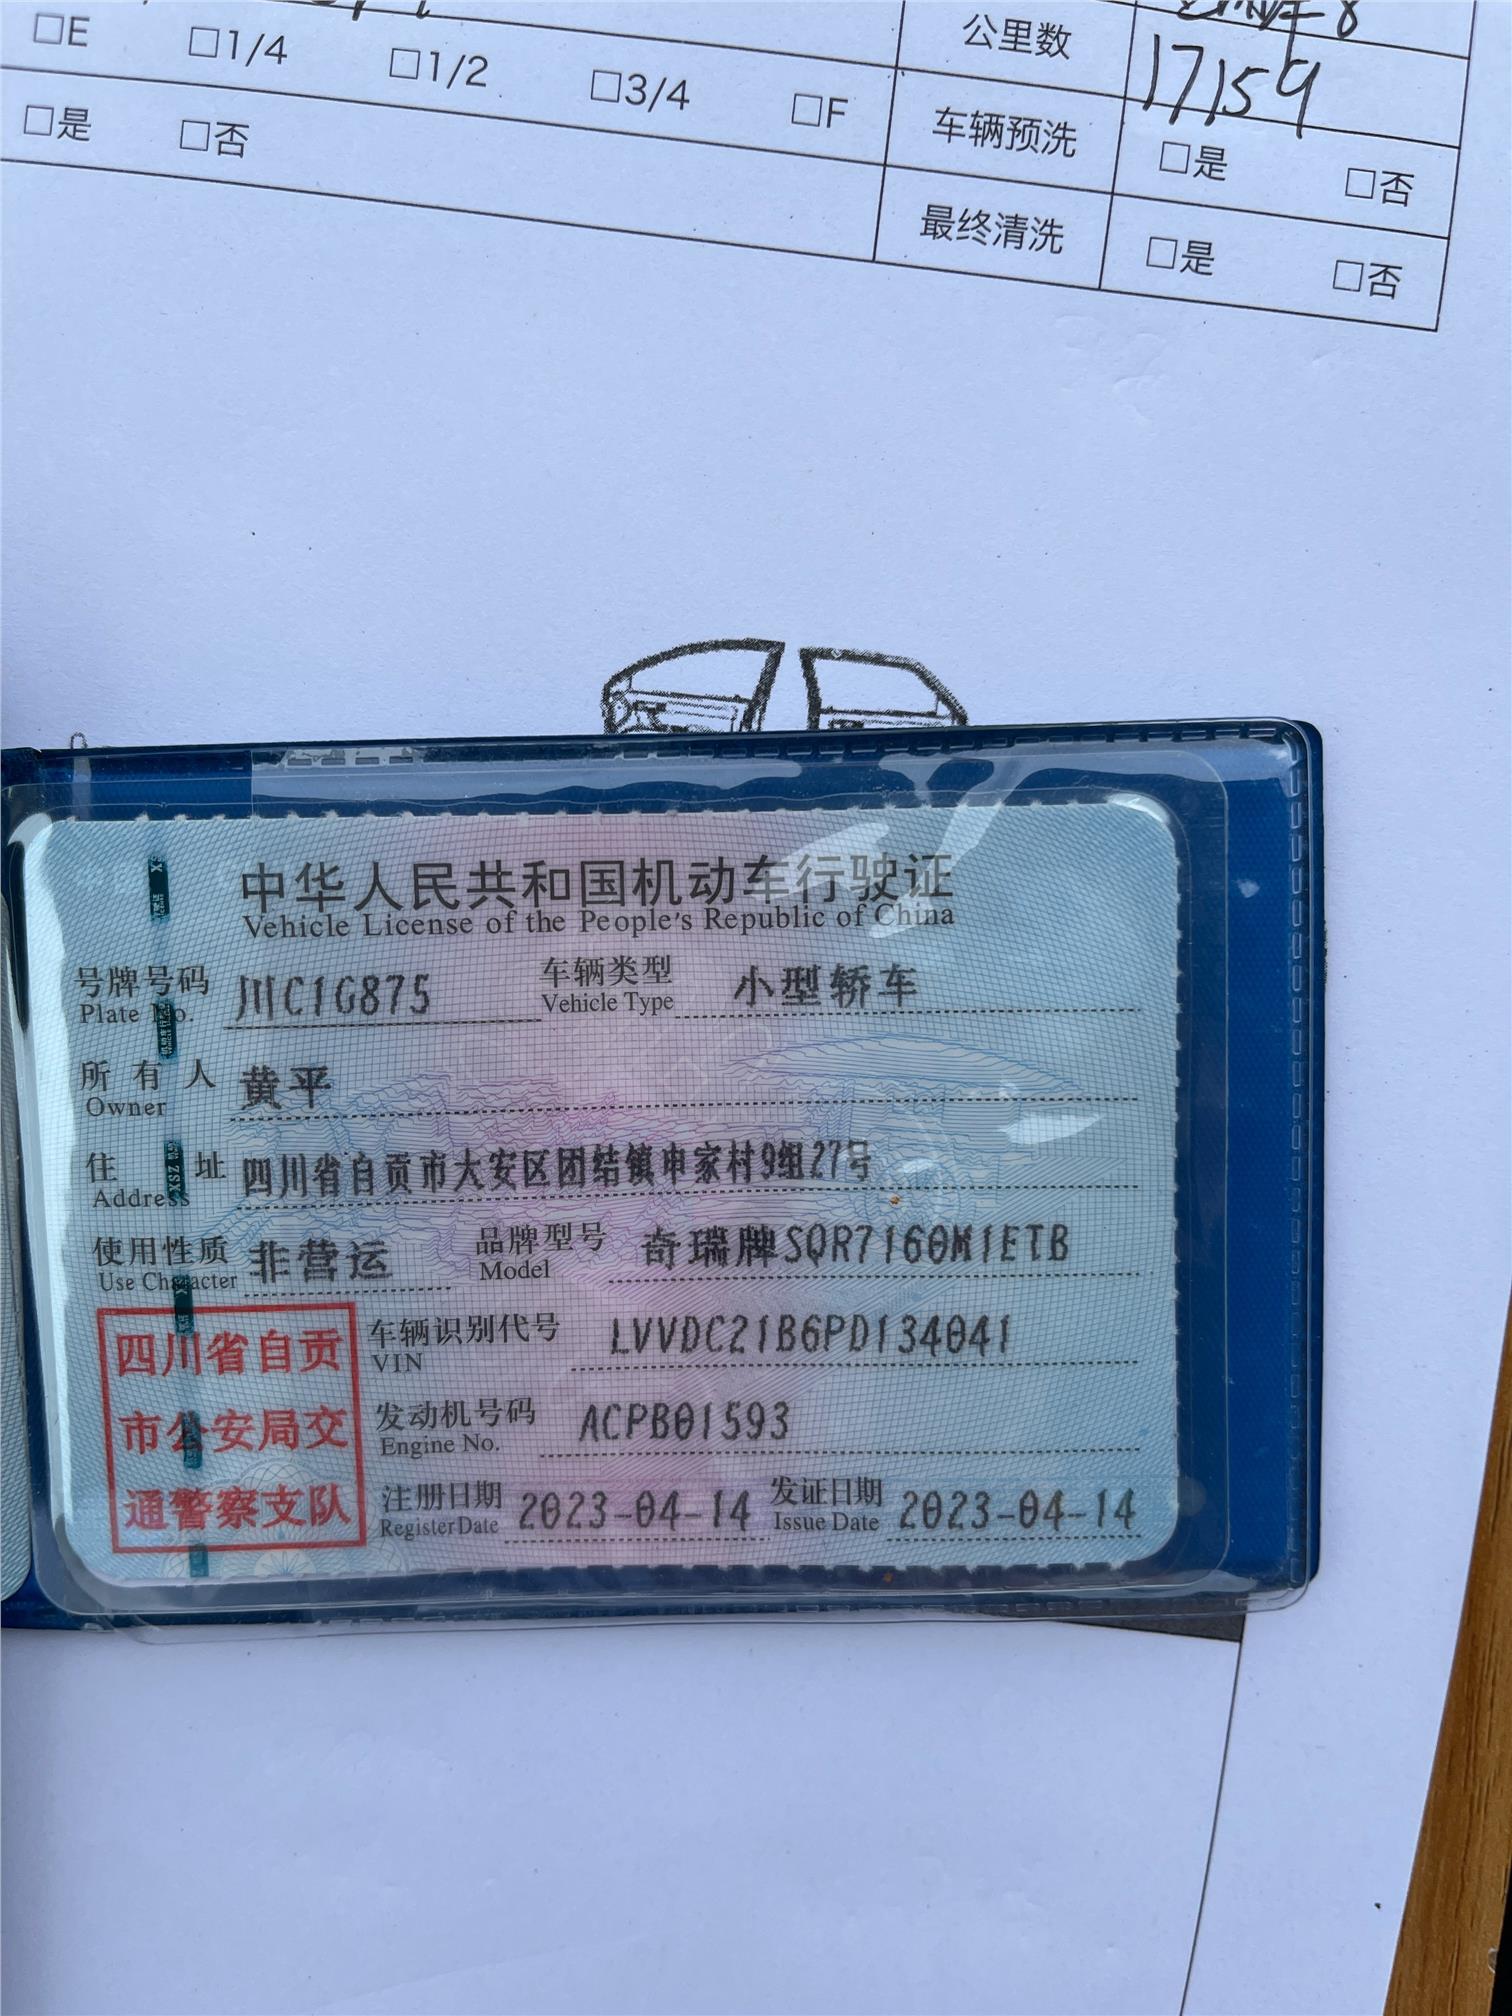 □E □1/4 □1/2 □3/4 □F 公里数 17159
□是 □否 车辆预洗 □是 □否
最终清洗 □是 □否
中华人民共和国机动车行驶证
Vehicle License of the People's Republic of China
号牌号码 川C1G875 车辆类型 小型轿车
Plate No. Vehicle Type
所有人 黄平
Owner
住址 四川省自贡市大安区团结镇申家村9组27号
Address
使用性质 非营运 品牌型号 奇瑞牌SQR7160M1ETB
Use Character Model
四川省自贡
市公安局交
通警察支队
车辆识别代号 LVVDC21B6PD134041
VIN
发动机号码 ACPB01593
Engine No.
注册日期 2023-04-14 发证日期 2023-04-14
Register Date Issue Date